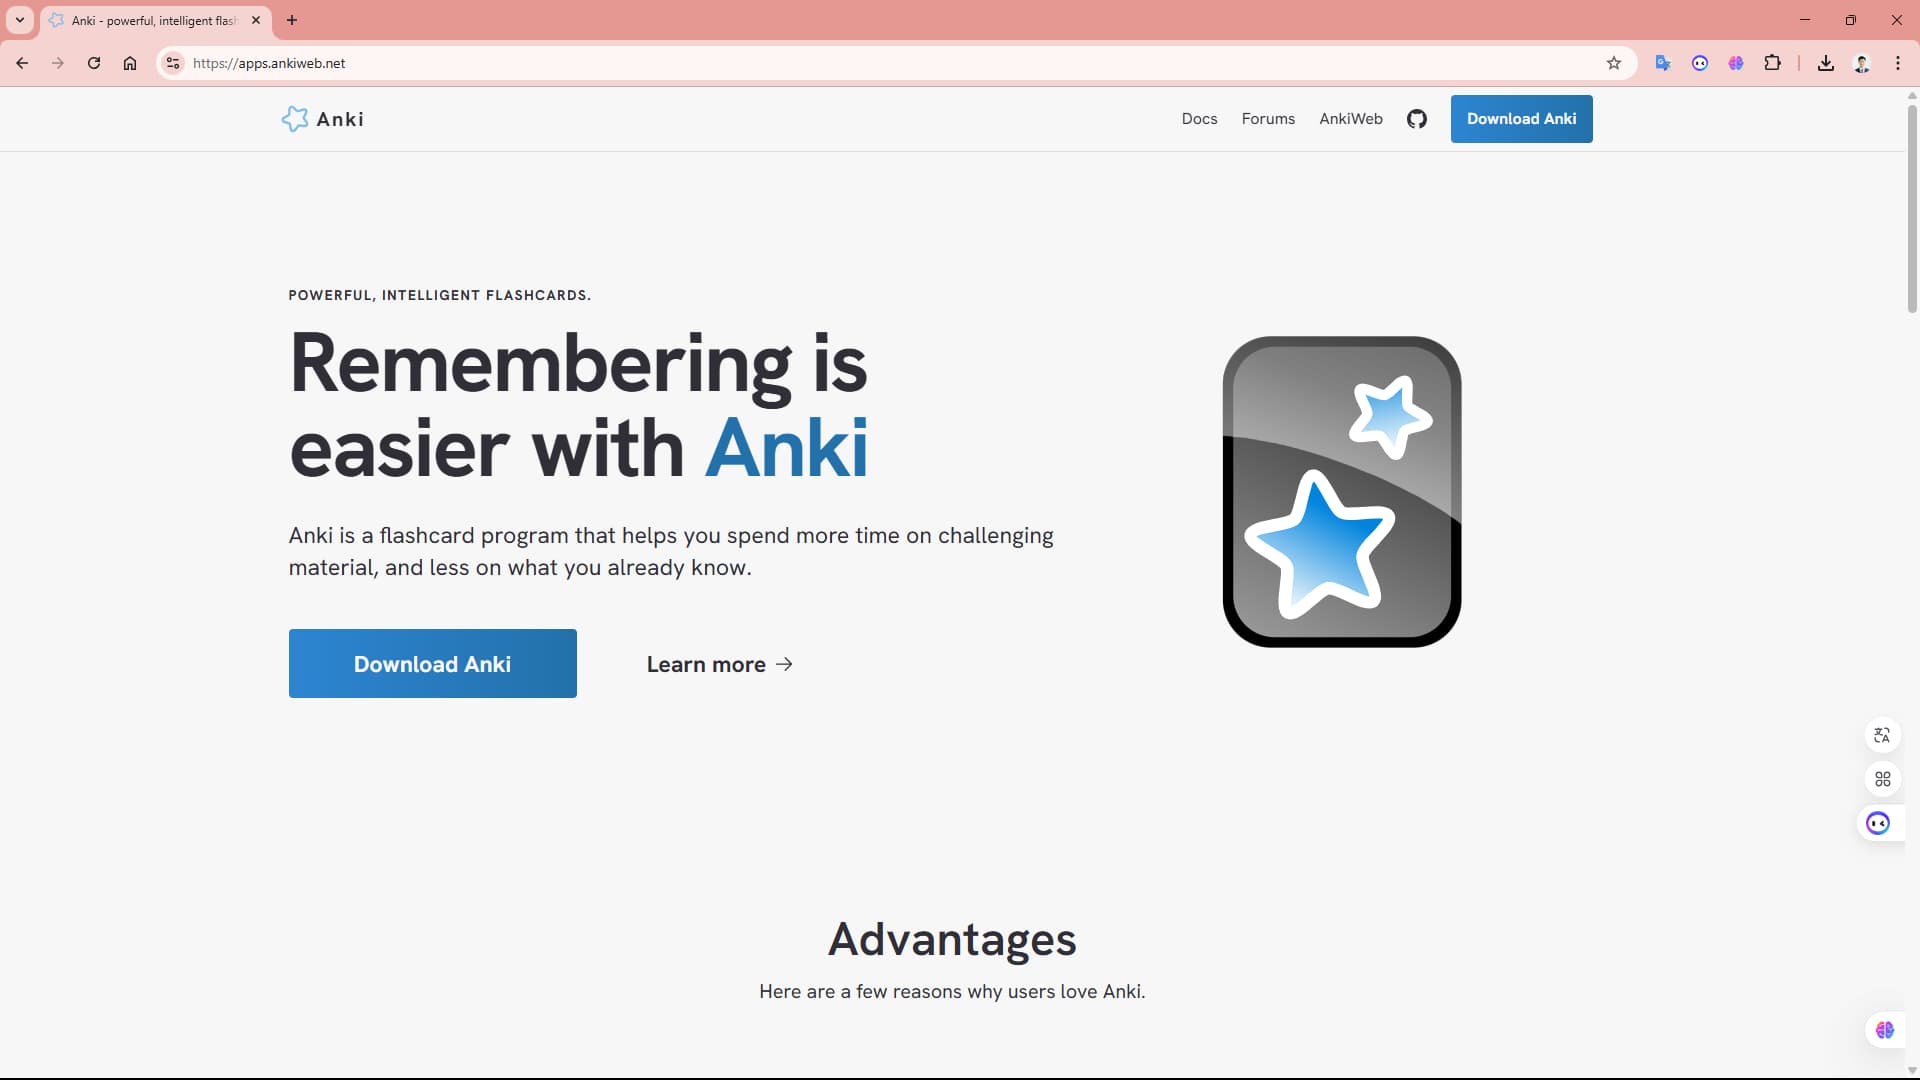 Anki - powerful, intelligent flash
https://apps.ankiweb.net
Anki
Docs
Forums
AnkiWeb
Download Anki
POWERFUL, INTELLIGENT FLASHCARDS.
Remembering is
easier with Anki
Anki is a flashcard program that helps you spend more time on challenging
material, and less on what you already know.
Download Anki
Learn more →
Advantages
Here are a few reasons why users love Anki.